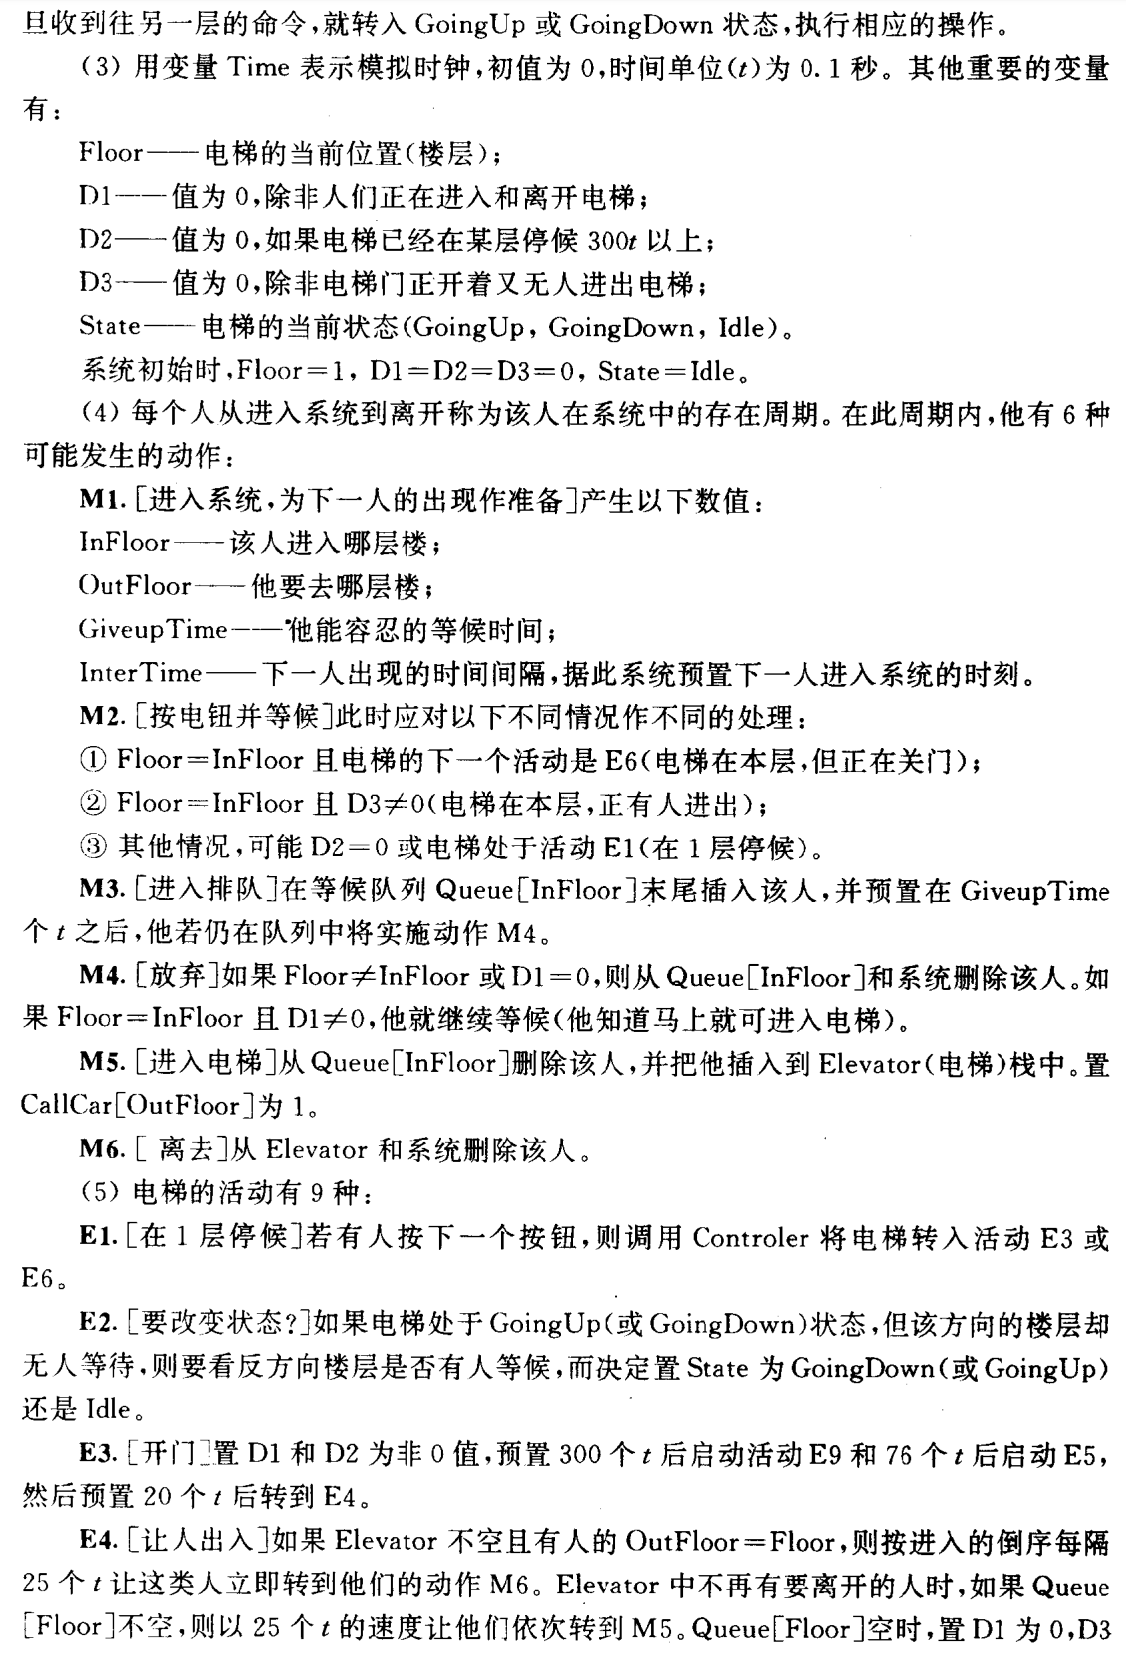 旦收到往另一层的命令,就转入 GoingUp 或 GoingDown 状态,执行相应的操作。
(3) 用变量 Time 表示模拟时钟,初值为 0,时间单位(t)为 0.1 秒。其他重要的变量
有:
Floor——电梯的当前位置(楼层);
D1——值为 0,除非人们正在进入和离开电梯;
D2——值为 0,如果电梯已经在某层停候 300t 以上;
D3——值为 0,除非电梯门正开着又无人进出电梯;
State——电梯的当前状态(GoingUp, GoingDown, Idle)。
系统初始时,Floor=1, D1=D2=D3=0, State=Idle。
(4) 每个人从进入系统到离开称为该人在系统中的存在周期。在此周期内,他有 6 种
可能发生的动作:
M1. [进入系统,为下一人的出现作准备]产生以下数值:
InFloor——该人进入哪层楼;
OutFloor——他要去哪层楼;
GiveupTime——他能容忍的等候时间;
InterTime——下一人出现的时间间隔,据此系统预置下一人进入系统的时刻。
M2. [按电钮并等候]此时应对以下不同情况作不同的处理:
① Floor=InFloor 且电梯的下一个活动是 E6(电梯在本层,但正在关门);
② Floor=InFloor 且 D3≠0(电梯在本层,正有人进出);
③ 其他情况,可能 D2=0 或电梯处于活动 E1(在 1 层停候)。
M3. [进入排队]在等候队列 Queue[InFloor]末尾插入该人,并预置在 GiveupTime
个 t 之后,他若仍在队列中将实施动作 M4。
M4. [放弃]如果 Floor≠InFloor 或 D1=0,则从 Queue[InFloor]和系统删除该人。如
果 Floor=InFloor 且 D1≠0,他就继续等候(他知道马上就可进入电梯)。
M5. [进入电梯]从 Queue[InFloor]删除该人,并把他插入到 Elevator(电梯)栈中。置
CallCar[OutFloor]为 1。
M6. [ 离去]从 Elevator 和系统删除该人。
(5) 电梯的活动有 9 种:
E1. [在 1 层停候]若有人按下一个按钮,则调用 Controler 将电梯转入活动 E3 或
E6。
E2. [要改变状态?]如果电梯处于 GoingUp(或 GoingDown)状态,但该方向的楼层却
无人等待,则要看反方向楼层是否有人等候,而决定置 State 为 GoingDown(或 GoingUp)
还是 Idle。
E3. [开门]置 D1 和 D2 为非 0 值,预置 300 个 t 后启动活动 E9 和 76 个 t 后启动 E5,
然后预置 20 个 t 后转到 E4。
E4. [让人出入]如果 Elevator 不空且有人的 OutFloor=Floor,则按进入的倒序每隔
25 个 t 让这类人立即转到他们的动作 M6。Elevator 中不再有要离开的人时,如果 Queue
[Floor]不空,则以 25 个 t 的速度让他们依次转到 M5。Queue[Floor]空时,置 D1 为 0,D3